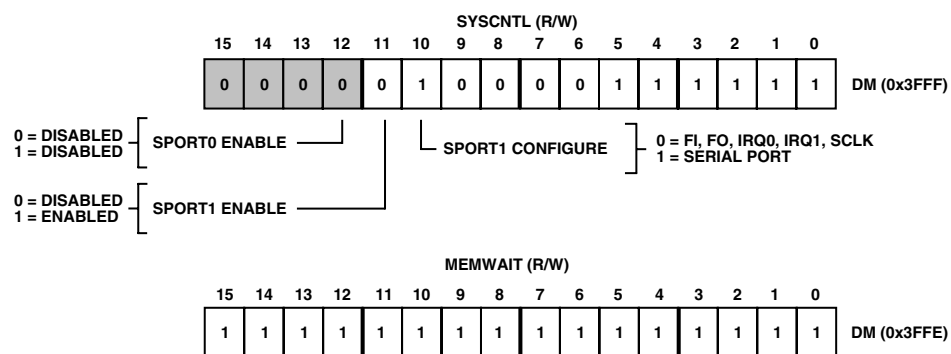 SYSCNTL (R/W)
15 14 13 12 11 10 9 8 7 6 5 4 3 2 1 0
0 0 0 0 0 1 0 0 0 0 1 1 1 1 1 1 DM (0x3FFF)
0 = DISABLED
1 = DISABLED
SPORT0 ENABLE
SPORT1 CONFIGURE
0 = FI, FO, IRQ0, IRQ1, SCLK
1 = SERIAL PORT
0 = DISABLED
1 = ENABLED
SPORT1 ENABLE
MEMWAIT (R/W)
15 14 13 12 11 10 9 8 7 6 5 4 3 2 1 0
1 1 1 1 1 1 1 1 1 1 1 1 1 1 1 1 DM (0x3FFE)